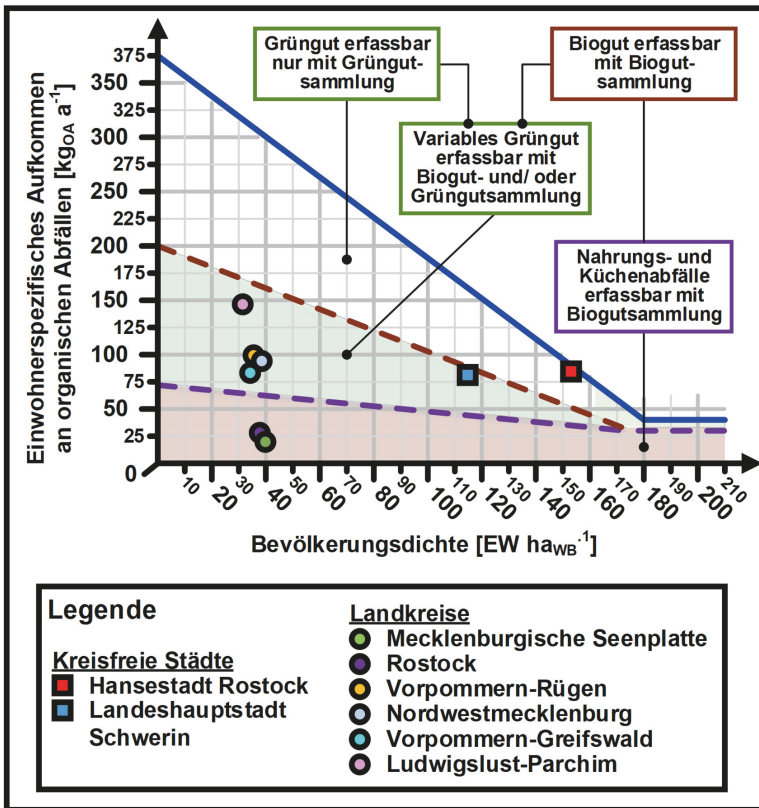 Einwohnerspezifisches Aufkommen
an organischen Abfällen [kgOA a-1]
375
350
325
300
275
250
225
200
175
150
125
100
75
50
25
0
Grüngut erfassbar
nur mit Grüngut-
sammlung
Biogut erfassbar
mit Biogut-
sammlung
Variables Grüngut
erfassbar mit
Biogut- und/ oder
Grüngutsammlung
Nahrungs- und
Küchenabfälle
erfassbar mit
Biogutsammlung
10 20 30 40 50 60 70 80 90 100 110 120 130 140 150 160 170 180 190 200 210
Bevölkerungsdichte [EW haWB-1]
Legende
Kreisfreie Städte
Hansestadt Rostock
Landeshauptstadt
Schwerin
Landkreise
Mecklenburgische Seenplatte
Rostock
Vorpommern-Rügen
Nordwestmecklenburg
Vorpommern-Greifswald
Ludwigslust-Parchim